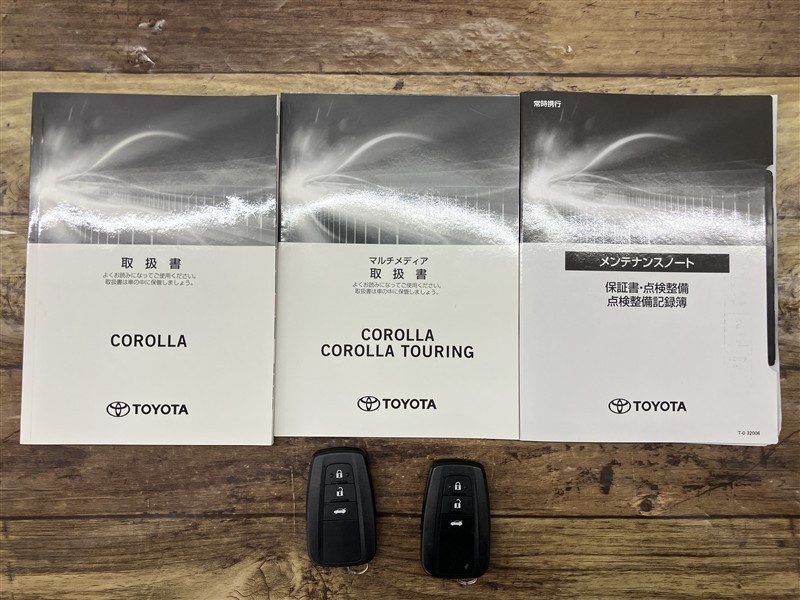 取扱書
よくお読みになってご使用ください。
取扱書は車の中に保管しましょう。
COROLLA
TOYOTA
マルチメディア
取扱書
よくお読みになってご使用ください。
取扱書は車の中に保管しましょう。
COROLLA
COROLLA TOURING
TOYOTA
常時携行
メンテナンスノート
保証書・点検整備
点検整備記録簿
TOYOTA
T-0 32006